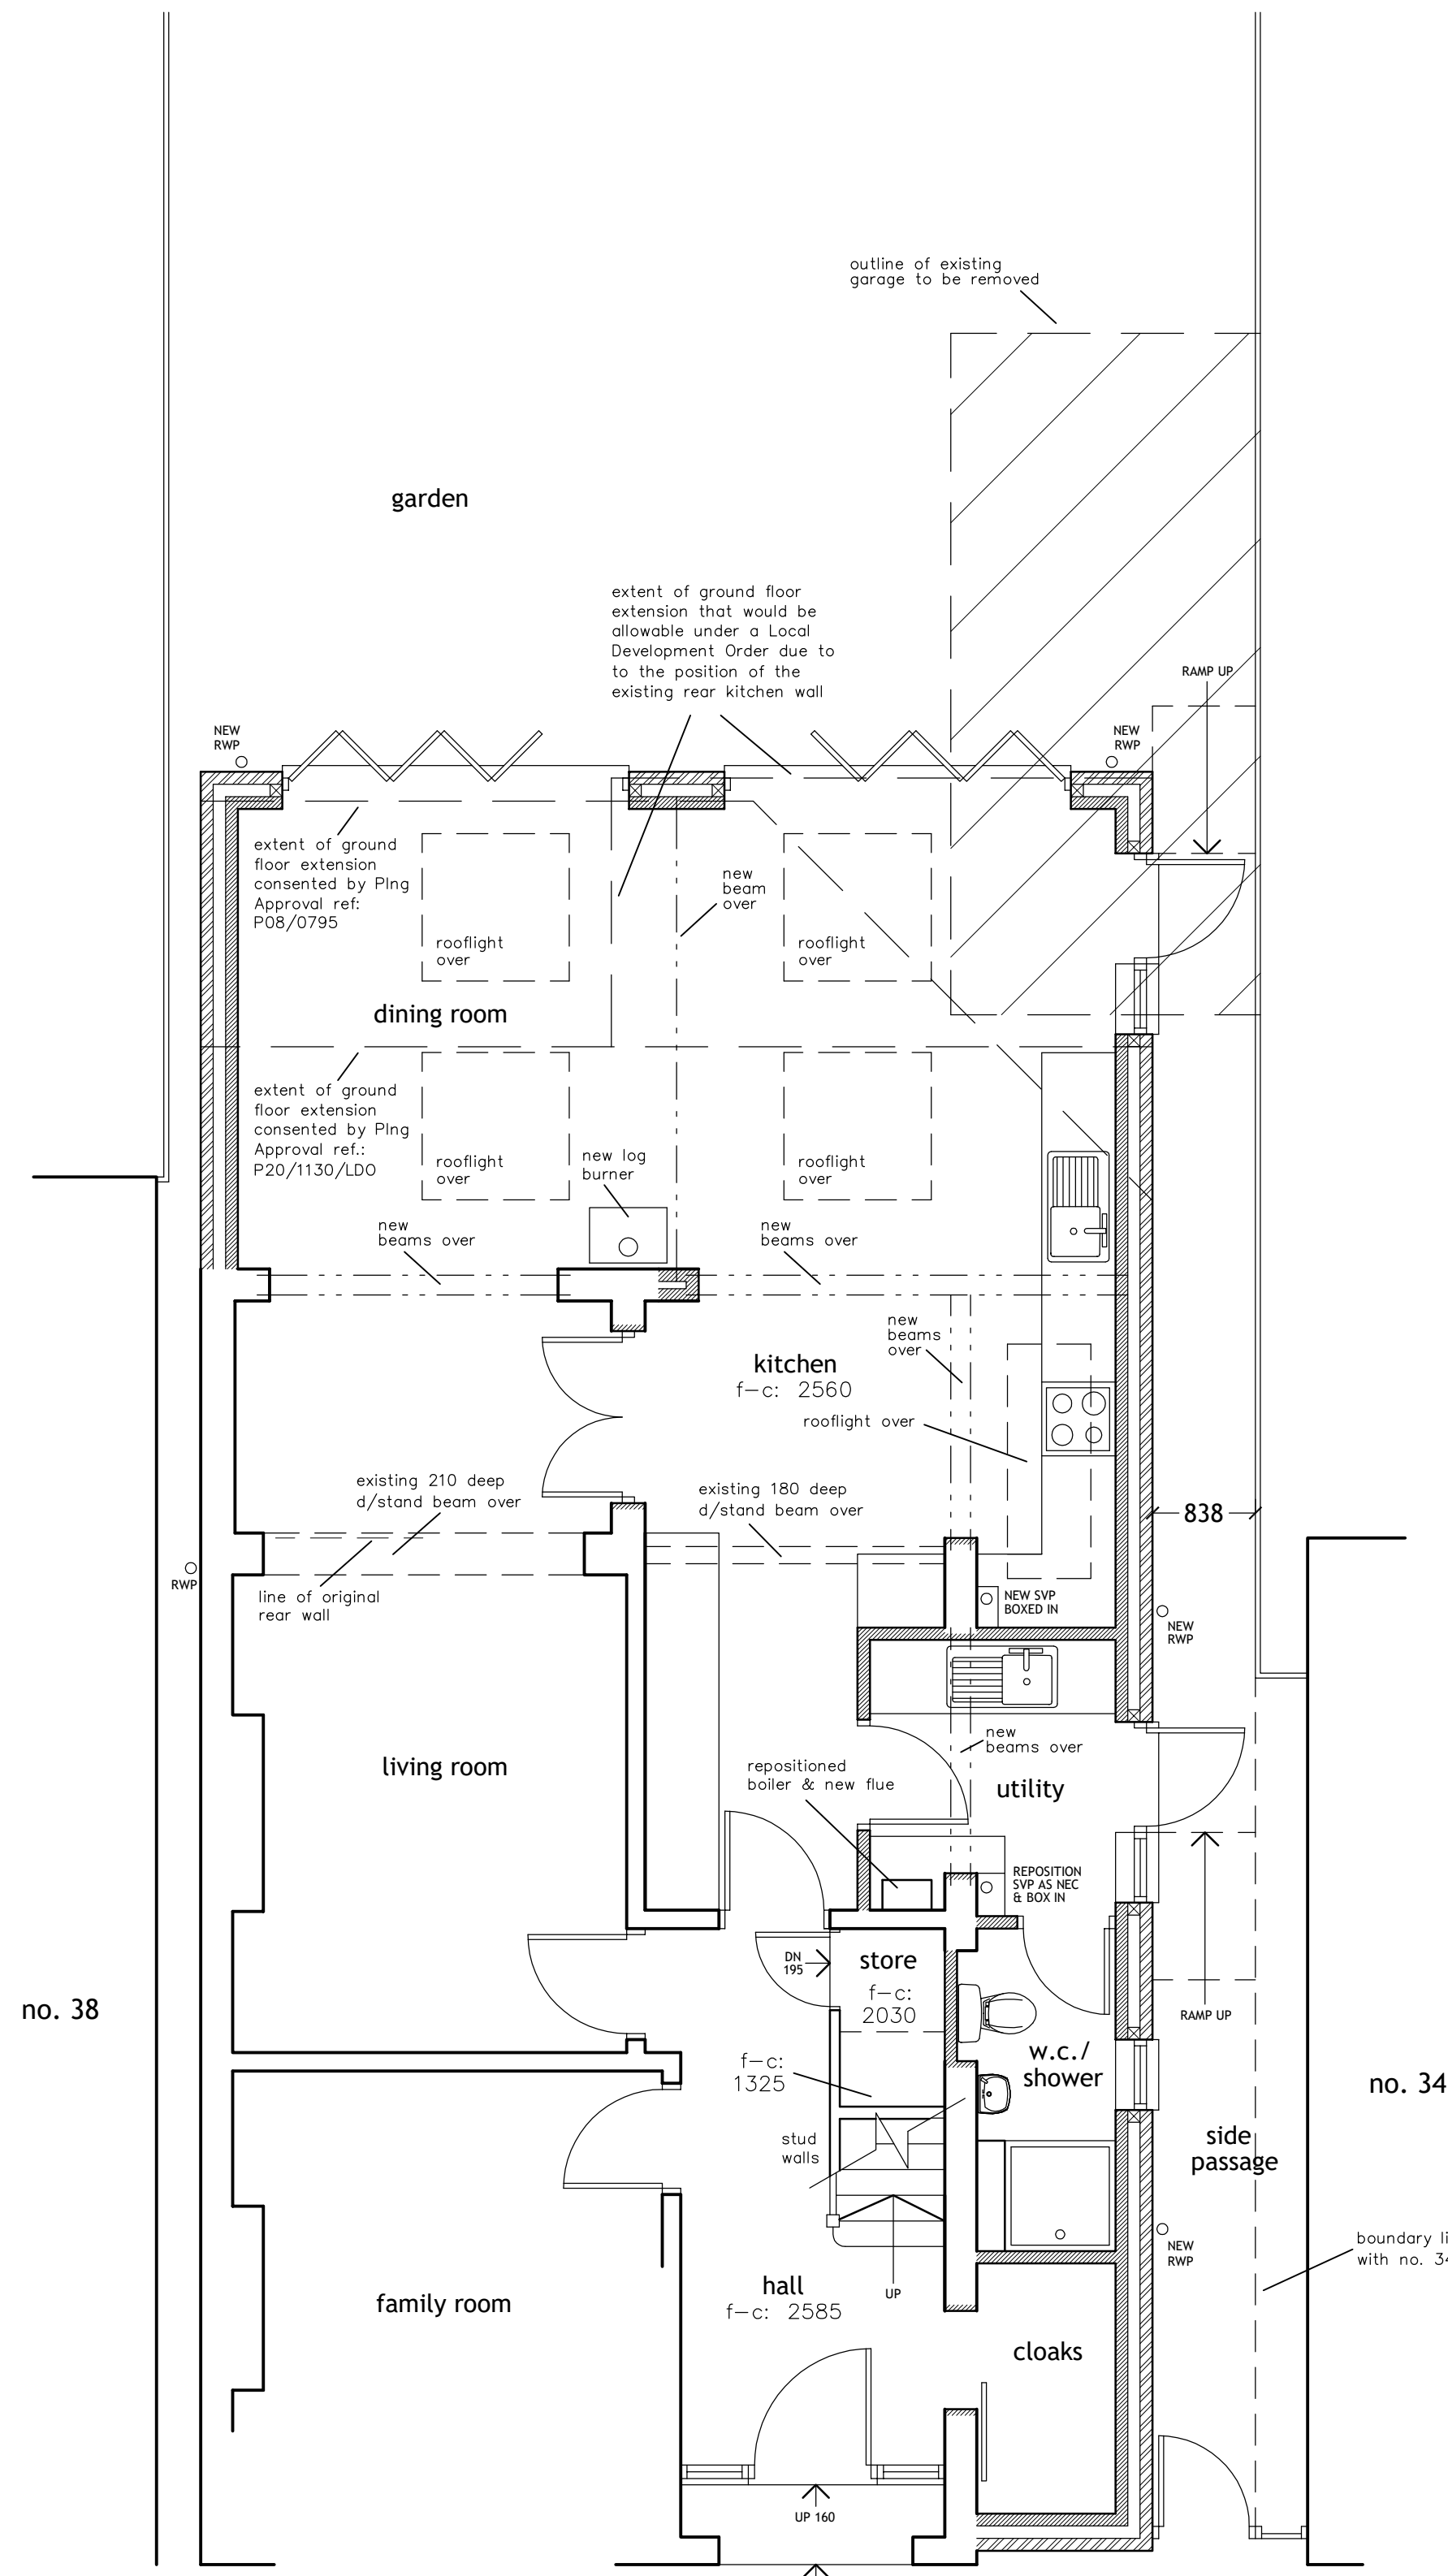 outline of existing
garage to be removed
garden
extent of ground floor
extension that would be
allowable under a Local
Development Order due to
to the position of the
existing rear kitchen wall
RAMP UP
NEW
RWP
NEW
RWP
extent of ground
floor extension
consented by Plng
Approval ref:
P08/0795
new
beam
over
rooflight
over
rooflight
over
dining room
extent of ground
floor extension
consented by Plng
Approval ref.:
P20/1130/LDO
rooflight
over
new log
burner
rooflight
over
new
beams over
new
beams over
new
beams
over
kitchen
f-c: 2560
rooflight over
existing 210 deep
d/stand beam over
existing 180 deep
d/stand beam over
838
RWP
line of original
rear wall
NEW SVP
BOXED IN
NEW
RWP
new
beams over
living room
repositioned
boiler & new flue
utility
REPOSITION
SVP AS NEC
& BOX IN
DN
195
store
f-c:
2030
no. 38
RAMP UP
f-c:
1325
w.c./
shower
no. 34
stud
walls
side
passage
boundary li
with no. 34
NEW
RWP
hall
f-c: 2585
UP
family room
cloaks
UP 160